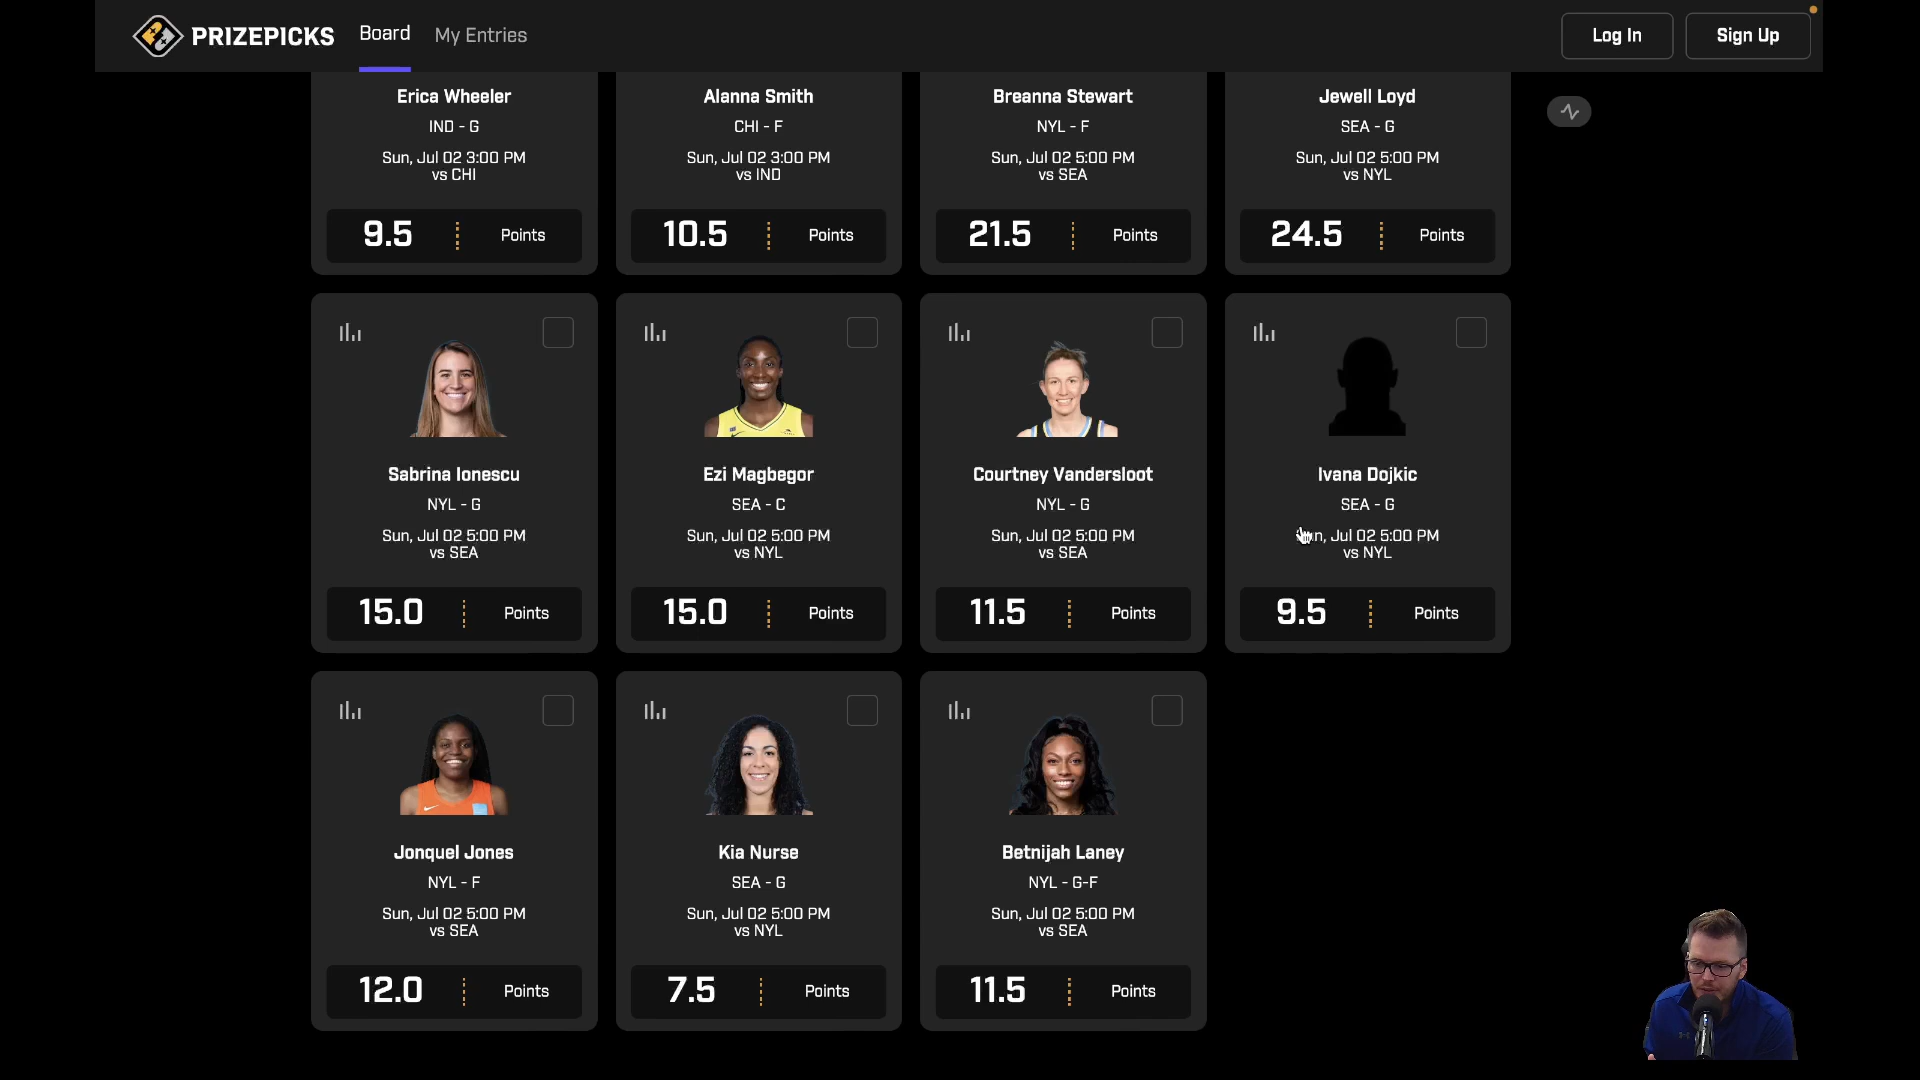 PRIZEPICKS Board My Entries Log In Sign Up
Erica Wheeler
IND - G
Sun, Jul 02 3:00 PM
vs CHI
9.5 Points
Alanna Smith
CHI - F
Sun, Jul 02 3:00 PM
vs IND
10.5 Points
Breanna Stewart
NYL - F
Sun, Jul 02 5:00 PM
vs SEA
21.5 Points
Jewell Loyd
SEA - G
Sun, Jul 02 5:00 PM
vs NYL
24.5 Points
Sabrina Ionescu
NYL - G
Sun, Jul 02 5:00 PM
vs SEA
15.0 Points
Ezi Magbegor
SEA - C
Sun, Jul 02 5:00 PM
vs NYL
15.0 Points
Courtney Vandersloot
NYL - G
Sun, Jul 02 5:00 PM
vs SEA
11.5 Points
Ivana Dojkic
SEA - G
Sun, Jul 02 5:00 PM
vs NYL
9.5 Points
Jonquel Jones
NYL - F
Sun, Jul 02 5:00 PM
vs SEA
12.0 Points
Kia Nurse
SEA - G
Sun, Jul 02 5:00 PM
vs NYL
7.5 Points
Betnijah Laney
NYL - G-F
Sun, Jul 02 5:00 PM
vs SEA
11.5 Points